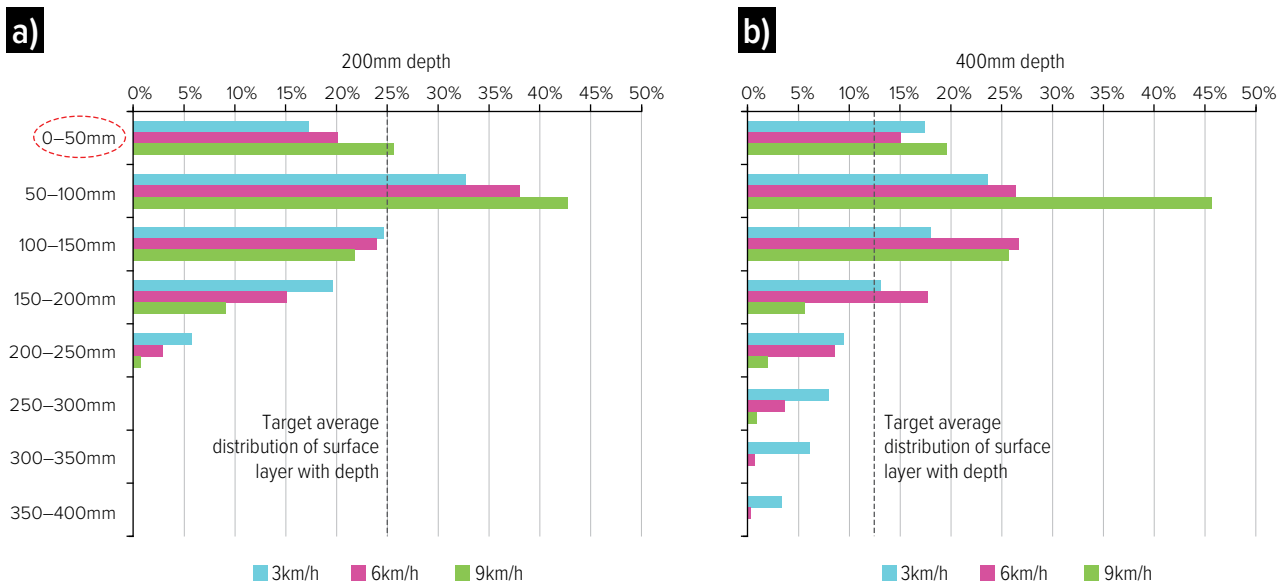 a)
200mm depth
0% 5% 10% 15% 20% 25% 30% 35% 40% 45% 50%
0–50mm
50–100mm
100–150mm
150–200mm
200–250mm
250–300mm
300–350mm
350–400mm
Target average
distribution of surface
layer with depth
3km/h 6km/h 9km/h
b)
400mm depth
0% 5% 10% 15% 20% 25% 30% 35% 40% 45% 50%
Target average
distribution of surface
layer with depth
3km/h 6km/h 9km/h